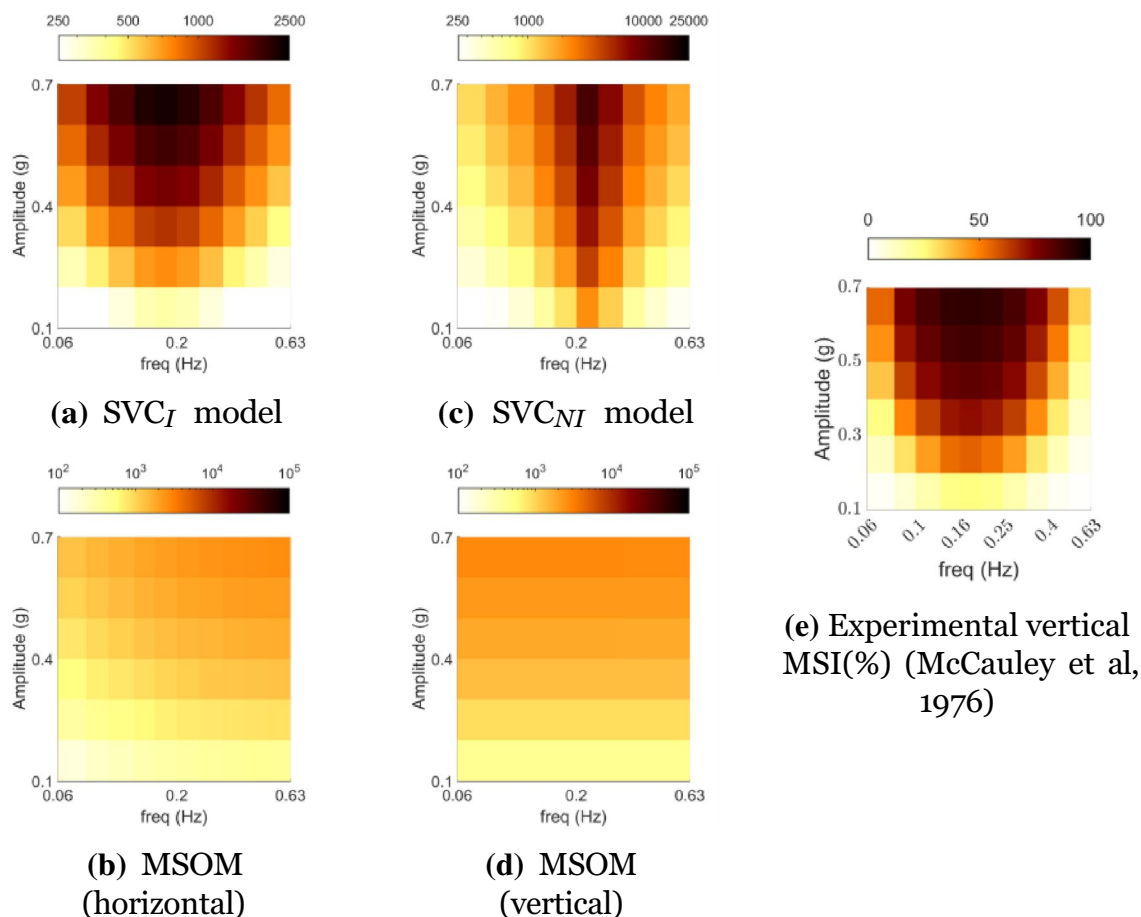 250 500 1000 2500
0.7
0.4
0.1
Amplitude (g)
0.06 0.2 0.63
freq (Hz)
(a) SVC_I model
250 1000 10000 25000
0.7
0.4
0.1
Amplitude (g)
0.06 0.2 0.63
freq (Hz)
(c) SVC_NI model
10^2 10^3 10^4 10^5
0.7
0.4
0.1
Amplitude (g)
0.06 0.2 0.63
freq (Hz)
(b) MSOM
(horizontal)
10^2 10^3 10^4 10^5
0.7
0.4
0.1
Amplitude (g)
0.06 0.2 0.63
freq (Hz)
(d) MSOM
(vertical)
0 50 100
0.7
0.5
0.3
0.1
Amplitude (g)
0.06 0.1 0.16 0.25 0.4 0.63
freq (Hz)
(e) Experimental vertical
MSI(%) (McCauley et al,
1976)